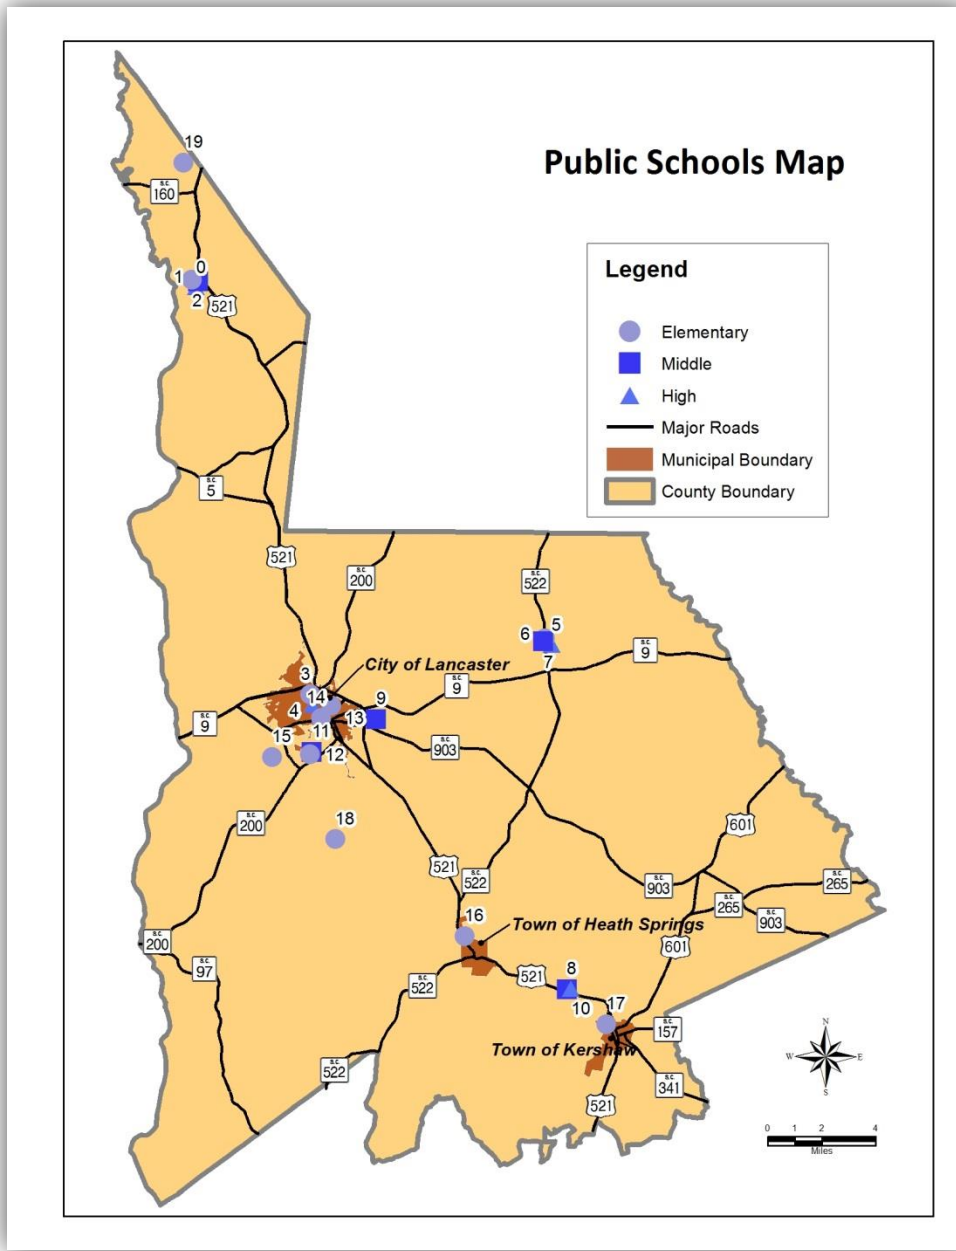 Public Schools Map
19
S.C.
160
0
1
2
521
Legend
Elementary
Middle
High
Major Roads
Municipal Boundary
County Boundary
S.C.
5
521
S.C.
200
S.C.
522
5
6
7
S.C.
9
3
City of Lancaster
14
4
9
S.C.
9
13
11
S.C.
9
15
12
S.C.
903
S.C.
200
18
601
521
S.C.
522
S.C.
903
S.C.
265
S.C.
265
S.C.
903
16
Town of Heath Springs
601
S.C.
200
S.C.
97
S.C.
522
521
8
10
17
S.C.
157
Town of Kershaw
S.C.
522
S.C.
341
521
N
W
E
S
0 1 2 4
Miles